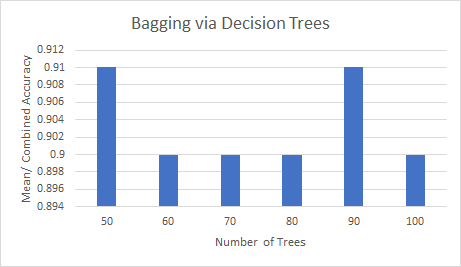 Bagging via Decision Trees
Mean/ Combined Accuracy
0.912
0.91
0.908
0.906
0.904
0.902
0.9
0.898
0.896
0.894
50 60 70 80 90 100
Number of Trees